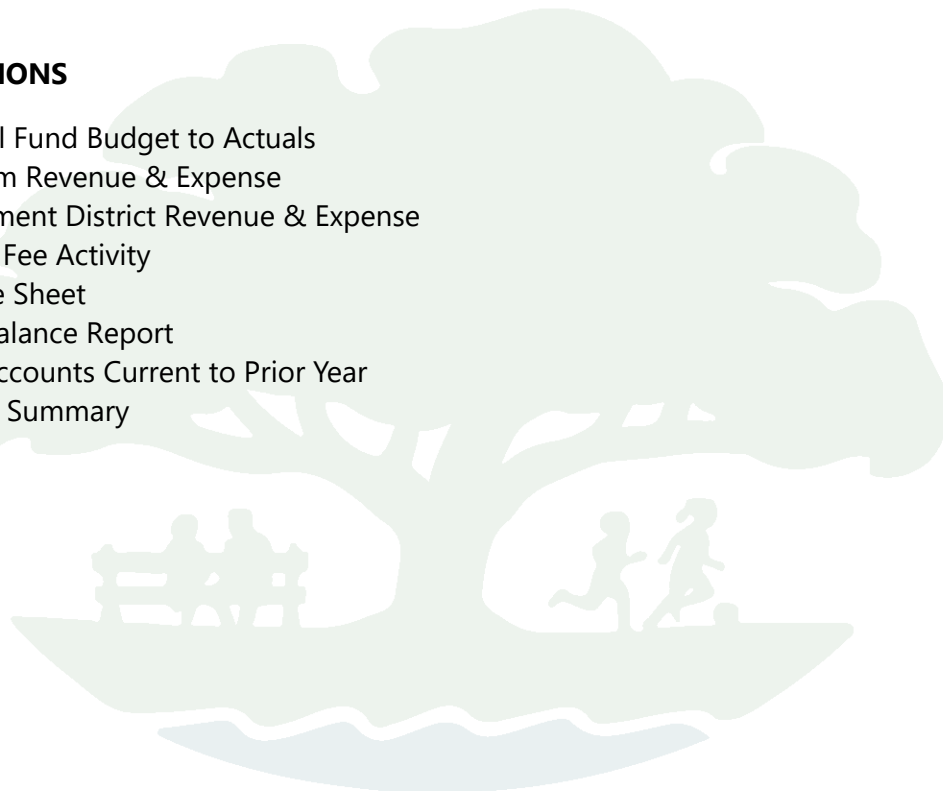 IONS
l Fund Budget to Actuals
m Revenue & Expense
ment District Revenue & Expense
Fee Activity
e Sheet
alance Report
ccounts Current to Prior Year
Summary